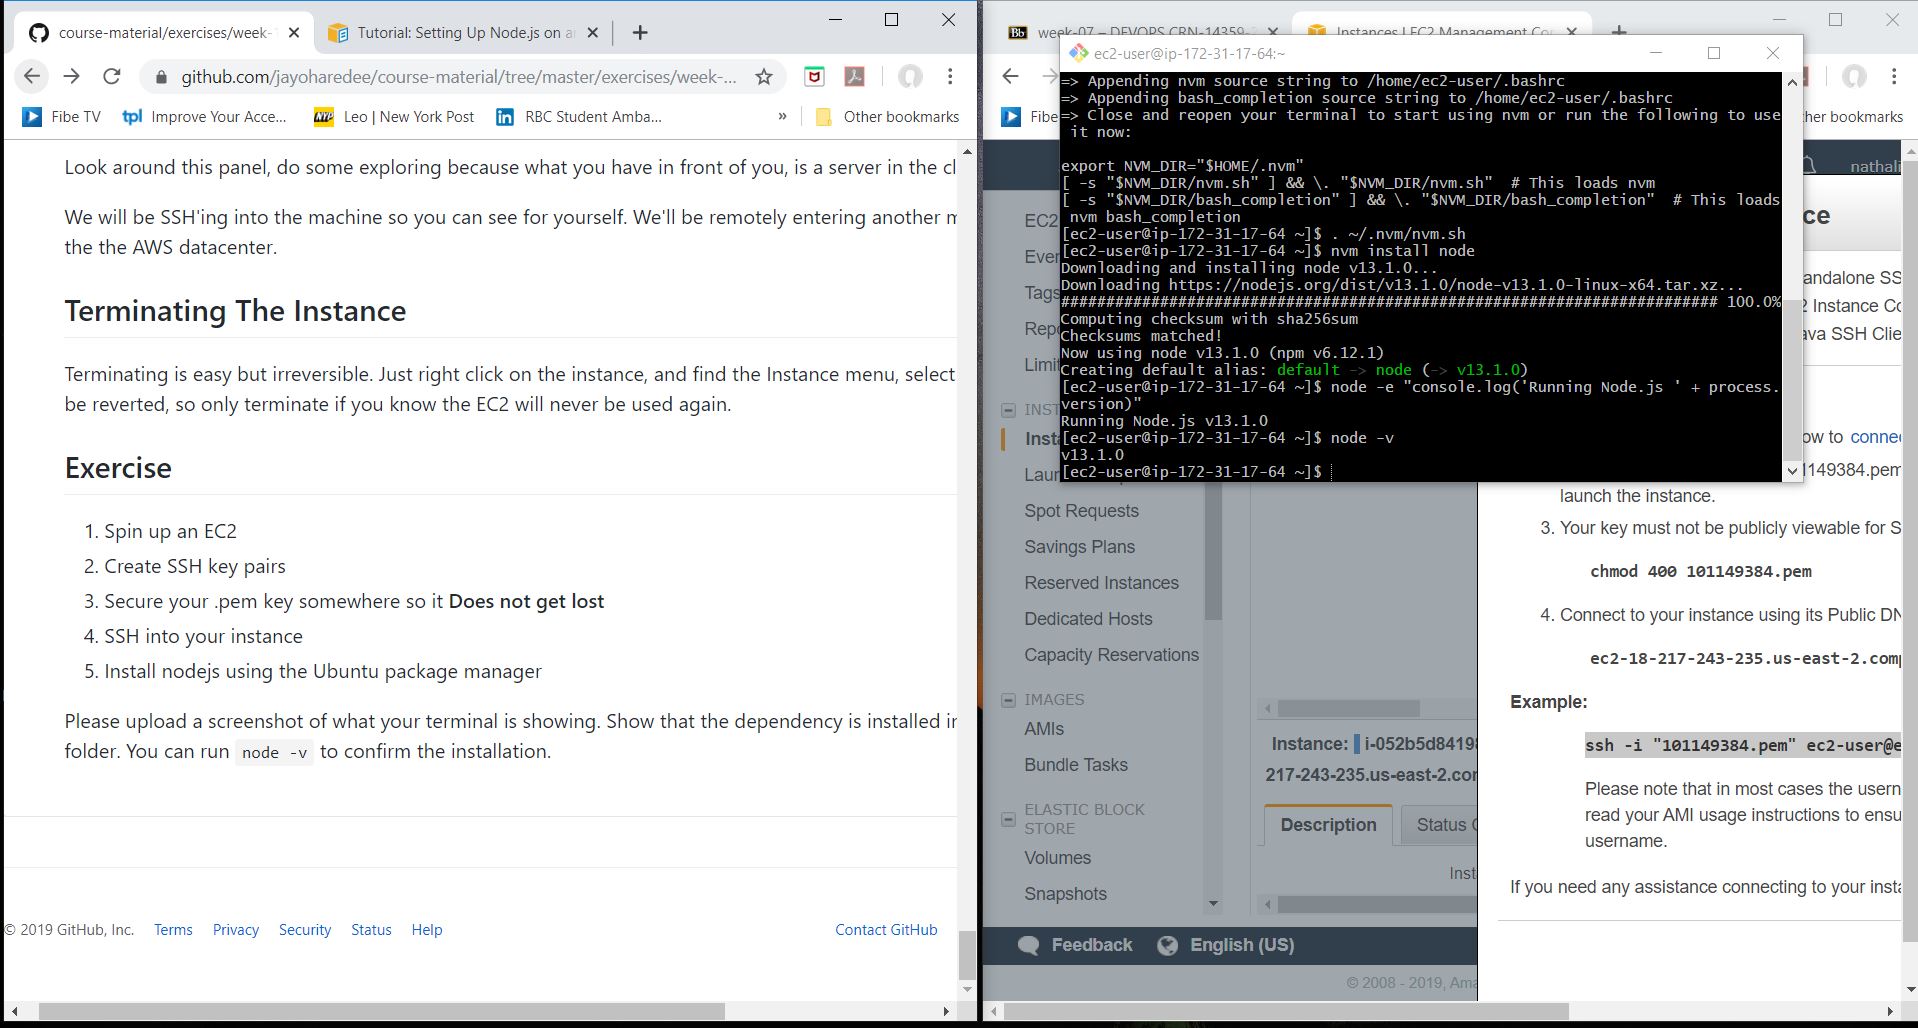 course-material/exercises/week-1
Tutorial: Setting Up Node.js on an
github.com/jayoharedee/course-material/tree/master/exercises/week-...
Fibe TV
tpl Improve Your Acce...
NYP Leo | New York Post
in RBC Student Amba...
»
Other bookmarks
Look around this panel, do some exploring because what you have in front of you, is a server in the cl
We will be SSH'ing into the machine so you can see for yourself. We'll be remotely entering another m
the the AWS datacenter.
Terminating The Instance
Terminating is easy but irreversible. Just right click on the instance, and find the Instance menu, select
be reverted, so only terminate if you know the EC2 will never be used again.
Exercise
1. Spin up an EC2
2. Create SSH key pairs
3. Secure your .pem key somewhere so it Does not get lost
4. SSH into your instance
5. Install nodejs using the Ubuntu package manager
Please upload a screenshot of what your terminal is showing. Show that the dependency is installed in
folder. You can run node -v to confirm the installation.
© 2019 GitHub, Inc.
Terms
Privacy
Security
Status
Help
Contact GitHub
Bb week-07 – DEVOPS CRN-14359-2
Instances | EC2 Management Co
ec2-user@ip-172-31-17-64:~
=> Appending nvm source string to /home/ec2-user/.bashrc
=> Appending bash_completion source string to /home/ec2-user/.bashrc
=> Close and reopen your terminal to start using nvm or run the following to use
it now:
export NVM_DIR="$HOME/.nvm"
[ -s "$NVM_DIR/nvm.sh" ] && \. "$NVM_DIR/nvm.sh"  # This loads nvm
[ -s "$NVM_DIR/bash_completion" ] && \. "$NVM_DIR/bash_completion"  # This loads
nvm bash_completion
[ec2-user@ip-172-31-17-64 ~]$ . ~/.nvm/nvm.sh
[ec2-user@ip-172-31-17-64 ~]$ nvm install node
Downloading and installing node v13.1.0...
Downloading https://nodejs.org/dist/v13.1.0/node-v13.1.0-linux-x64.tar.xz...
######################################################################### 100.0%
Computing checksum with sha256sum
Checksums matched!
Now using node v13.1.0 (npm v6.12.1)
Creating default alias: default -> node (-> v13.1.0)
[ec2-user@ip-172-31-17-64 ~]$ node -e "console.log('Running Node.js ' + process.
version)"
Running Node.js v13.1.0
[ec2-user@ip-172-31-17-64 ~]$ node -v
v13.1.0
[ec2-user@ip-172-31-17-64 ~]$
Fibe
her bookmarks
nathali
EC2
Even
Tags
Repo
Limit
INST
Insta
Laun
Spot Requests
Savings Plans
Reserved Instances
Dedicated Hosts
Capacity Reservations
IMAGES
AMIs
Bundle Tasks
ELASTIC BLOCK
STORE
Volumes
Snapshots
Instance: i-052b5d8419
217-243-235.us-east-2.com
Description
Status C
Inst
ce
andalone SS
2 Instance Co
ava SSH Clie
ow to connec
1149384.pem
launch the instance.
3. Your key must not be publicly viewable for S
chmod 400 101149384.pem
4. Connect to your instance using its Public DN
ec2-18-217-243-235.us-east-2.comp
Example:
ssh -i "101149384.pem" ec2-user@e
Please note that in most cases the usern
read your AMI usage instructions to ensu
username.
If you need any assistance connecting to your insta
Feedback
English (US)
© 2008 - 2019, Ama